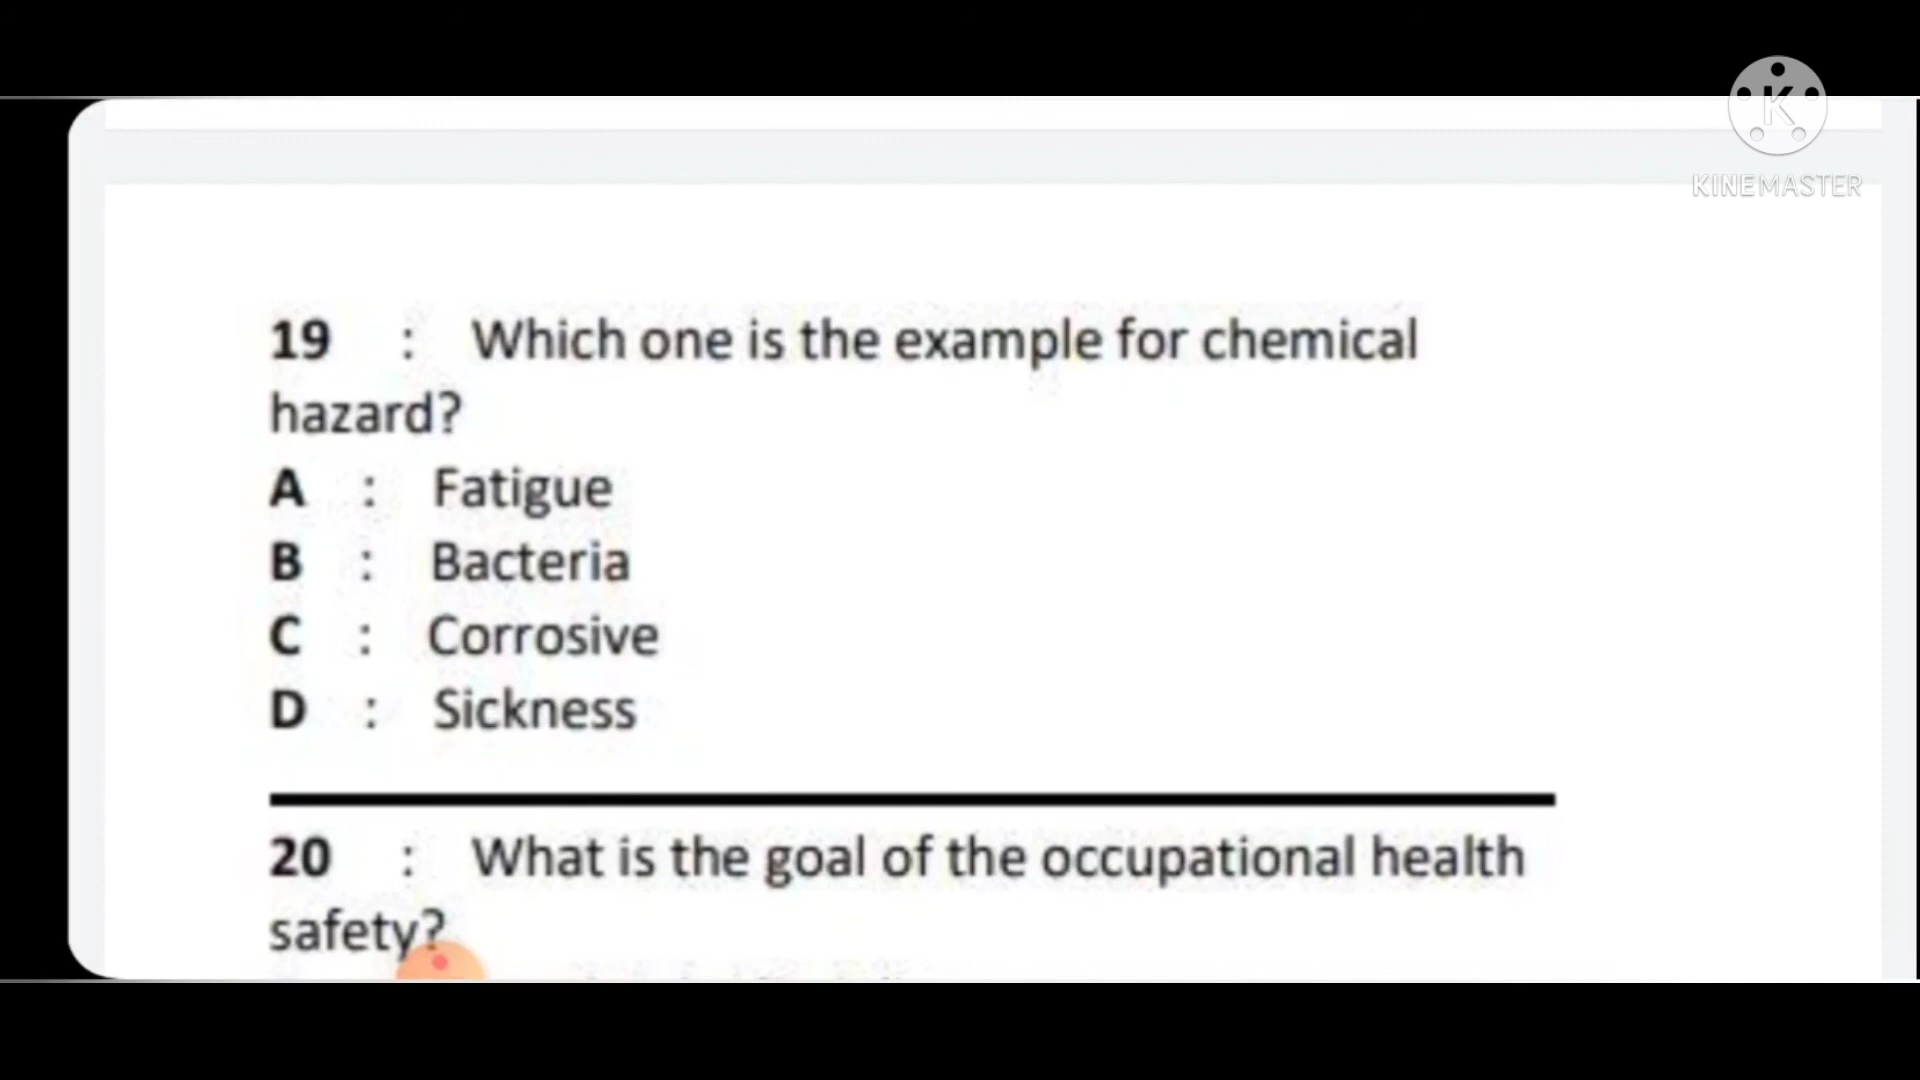 K
KINEMASTER
19 : Which one is the example for chemical
hazard?
A : Fatigue
B : Bacteria
C : Corrosive
D : Sickness
20 : What is the goal of the occupational health
safety?